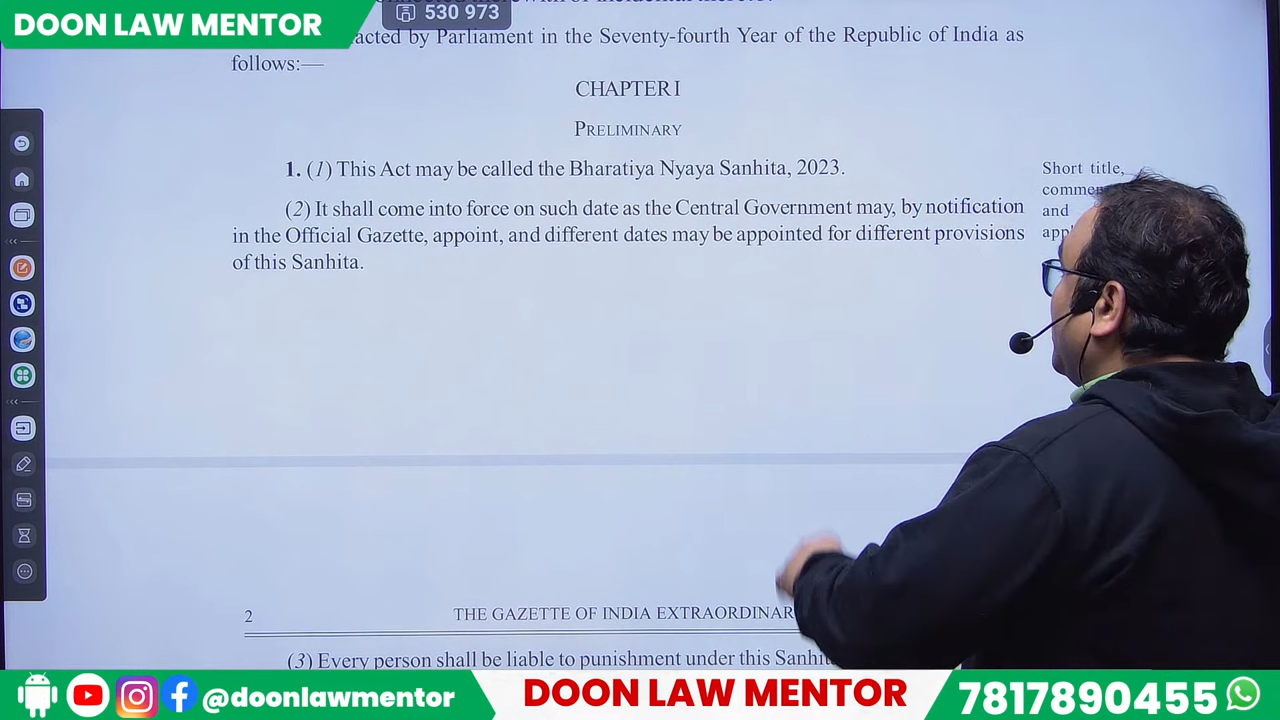 DOON LAW MENTOR
530 973
acted by Parliament in the Seventy-fourth Year of the Republic of India as
follows:—
CHAPTER I
PRELIMINARY
1. (1) This Act may be called the Bharatiya Nyaya Sanhita, 2023.
Short title,
(2) It shall come into force on such date as the Central Government may, by notification
and
in the Official Gazette, appoint, and different dates may be appointed for different provisions
of this Sanhita.
2 THE GAZETTE OF INDIA EXTRAORDINAR
(3) Every person shall be liable to punishment under this
@doonlawmentor
DOON LAW MENTOR
7817890455